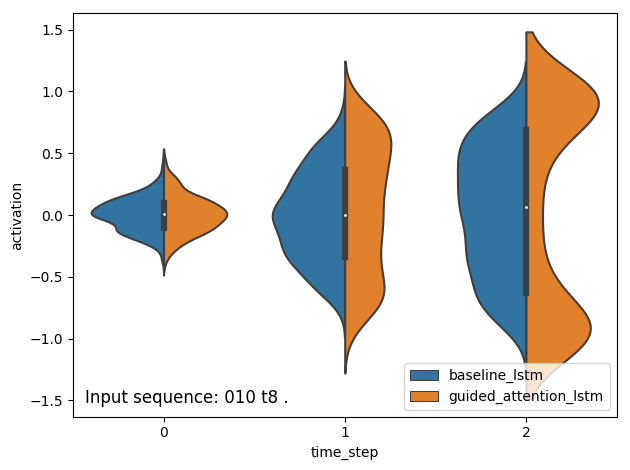 1.5
1.0
0.5
0.0
−0.5
−1.0
−1.5
activation
Input sequence: 010 t8 .
baseline_lstm
guided_attention_lstm
0 1 2
time_step